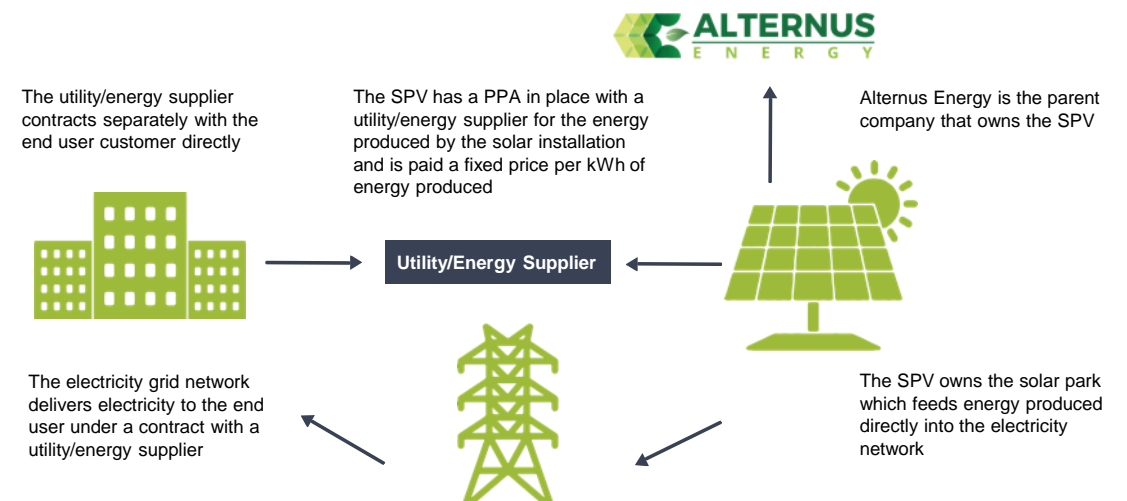 ALTERNUS
ENERGY
The utility/energy supplier
contracts separately with the
end user customer directly
The SPV has a PPA in place with a
utility/energy supplier for the energy
produced by the solar installation
and is paid a fixed price per kWh of
energy produced
Alternus Energy is the parent
company that owns the SPV
Utility/Energy Supplier
The electricity grid network
delivers electricity to the end
user under a contract with a
utility/energy supplier
The SPV owns the solar park
which feeds energy produced
directly into the electricity
network